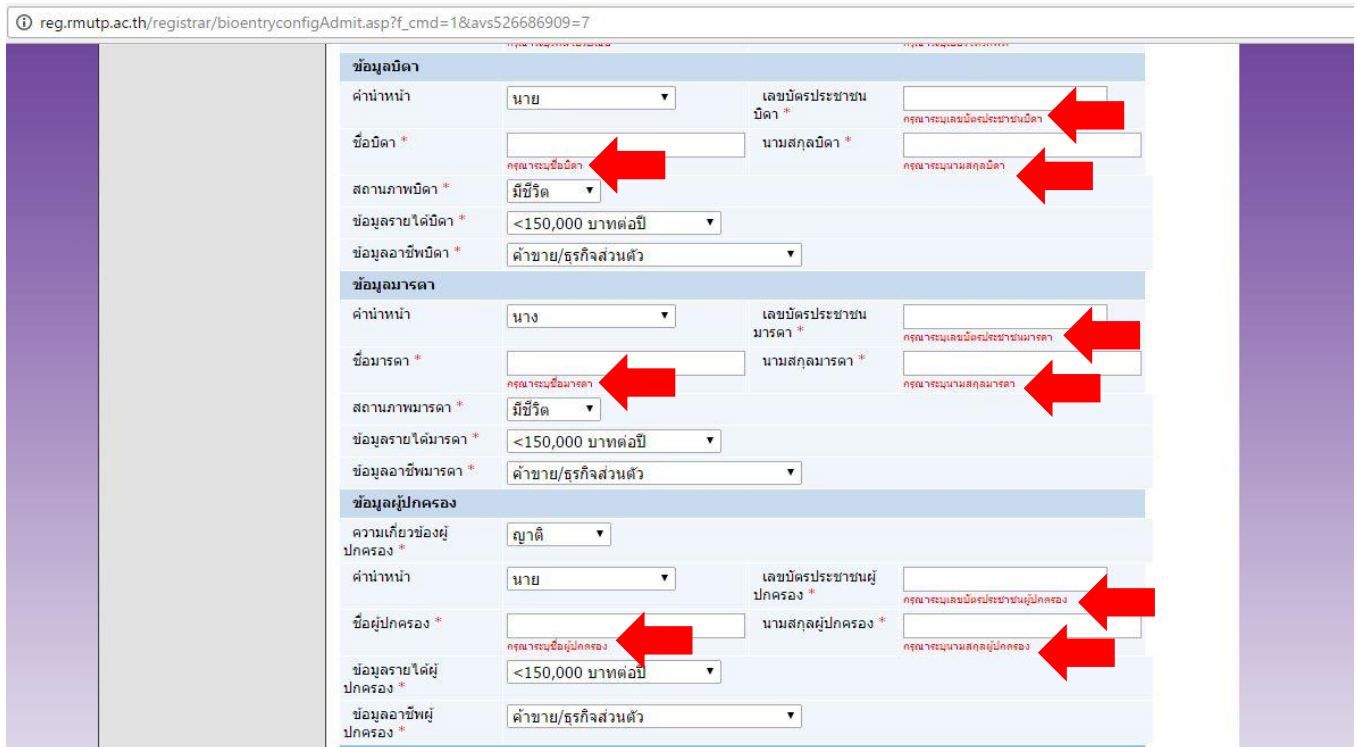 reg.rmutp.ac.th/registrar/bioentryconfigAdmit.asp?f_cmd=1&avs526686909=7
ข้อมูลบิดา
คำนำหน้า นาย เลขบัตรประชาชน
บิดา *
กรุณาระบุเลขบัตรประชาชนบิดา
ชื่อบิดา * นามสกุลบิดา *
กรุณาระบุชื่อบิดา กรุณาระบุนามสกุลบิดา
สถานภาพบิดา * มีชีวิต
ข้อมูลรายได้บิดา * <150,000 บาทต่อปี
ข้อมูลอาชีพบิดา * ค้าขาย/ธุรกิจส่วนตัว
ข้อมูลมารดา
คำนำหน้า นาง เลขบัตรประชาชน
มารดา *
กรุณาระบุเลขบัตรประชาชนมารดา
ชื่อมารดา * นามสกุลมารดา *
กรุณาระบุชื่อมารดา กรุณาระบุนามสกุลมารดา
สถานภาพมารดา * มีชีวิต
ข้อมูลรายได้มารดา * <150,000 บาทต่อปี
ข้อมูลอาชีพมารดา * ค้าขาย/ธุรกิจส่วนตัว
ข้อมูลผู้ปกครอง
ความเกี่ยวข้องผู้
ปกครอง * ญาติ
คำนำหน้า นาย เลขบัตรประชาชนผู้
ปกครอง *
กรุณาระบุเลขบัตรประชาชนผู้ปกครอง
ชื่อผู้ปกครอง * นามสกุลผู้ปกครอง *
กรุณาระบุชื่อผู้ปกครอง กรุณาระบุนามสกุลผู้ปกครอง
ข้อมูลรายได้ผู้
ปกครอง * <150,000 บาทต่อปี
ข้อมูลอาชีพผู้
ปกครอง * ค้าขาย/ธุรกิจส่วนตัว